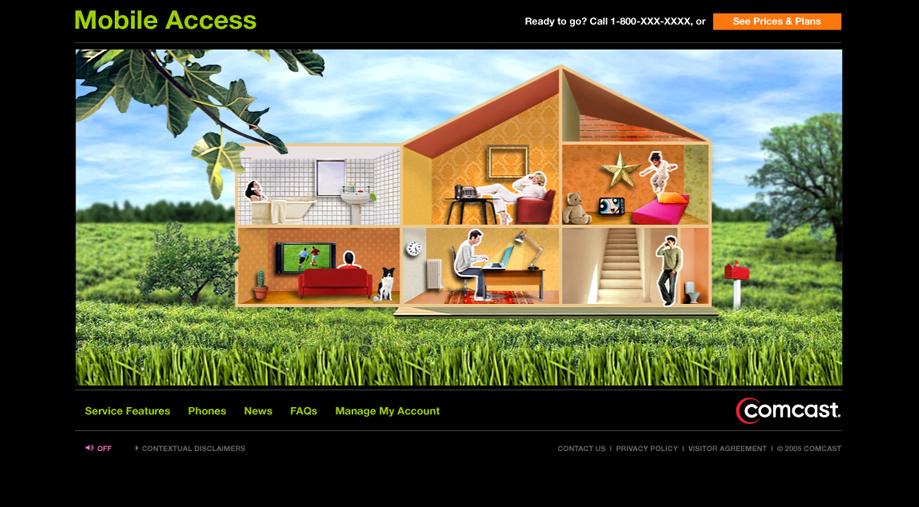 Mobile Access
Ready to go? Call 1-800-XXX-XXXX, or
See Prices & Plans
Service Features
Phones
News
FAQs
Manage My Account
comcast.
OFF
CONTEXTUAL DISCLAIMERS
CONTACT US | PRIVACY POLICY | VISITOR AGREEMENT | © 2005 COMCAST